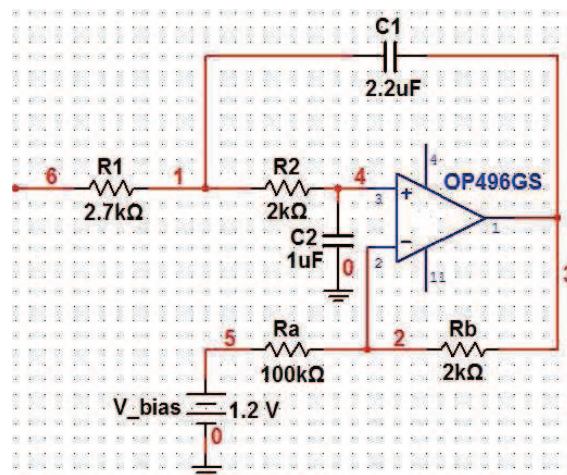 C1
2.2uF
6
R1
2.7kΩ
1
R2
2kΩ
4
4
OP496GS
3
+
1
C2
1uF
0
−
2
11
3
5
Ra
100kΩ
2
Rb
2kΩ
V_bias
1.2 V
0